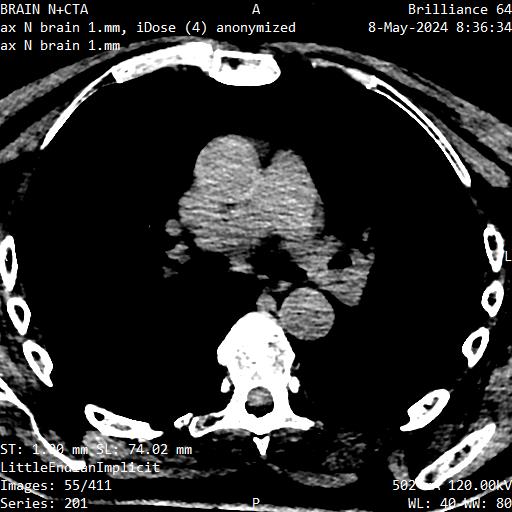 BRAIN N+CTA A Brilliance 64
ax N brain 1.mm, iDose (4) anonymized 8-May-2024 8:36:34
ax N brain 1.mm
L
ST: 1.00 mm SL: 74.02 mm
LittleEndianImplicit
Images: 55/411 120.00kV
Series: 201 P WL: 40 WW: 80